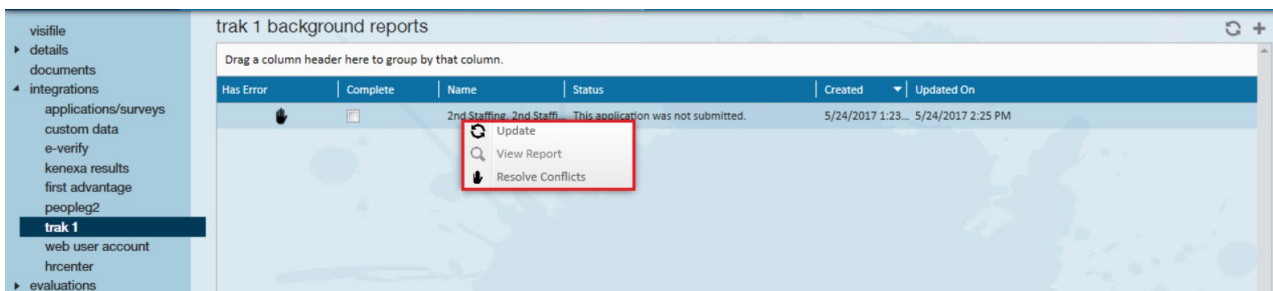 visifile
details
documents
integrations
applications/surveys
custom data
e-verify
kenexa results
first advantage
peopleg2
trak 1
web user account
hrcenter
evaluations
trak 1 background reports
Drag a column header here to group by that column.
Has Error Complete Name Status Created Updated On
2nd Staffing, 2nd Staffi... This application was not submitted. 5/24/2017 1:23... 5/24/2017 2:25 PM
Update
View Report
Resolve Conflicts